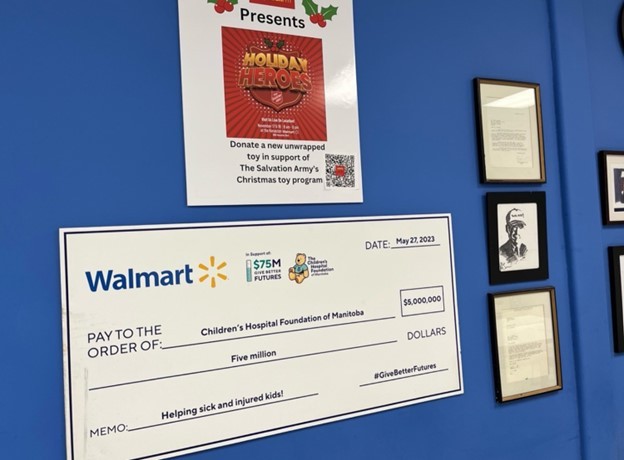 Presents
HOLIDAY
HEROES
Donate a new unwrapped
toy in support of
The Salvation Army's
Christmas toy program
Walmart
In Support of
$75M
GIVE BETTER
FUTURES
The
Children's
Hospital
Foundation
of Manitoba
DATE: May 27, 2023
PAY TO THE
ORDER OF: Children's Hospital Foundation of Manitoba
$5,000,000
Five million
DOLLARS
MEMO: Helping sick and injured kids!
#GiveBetterFutures